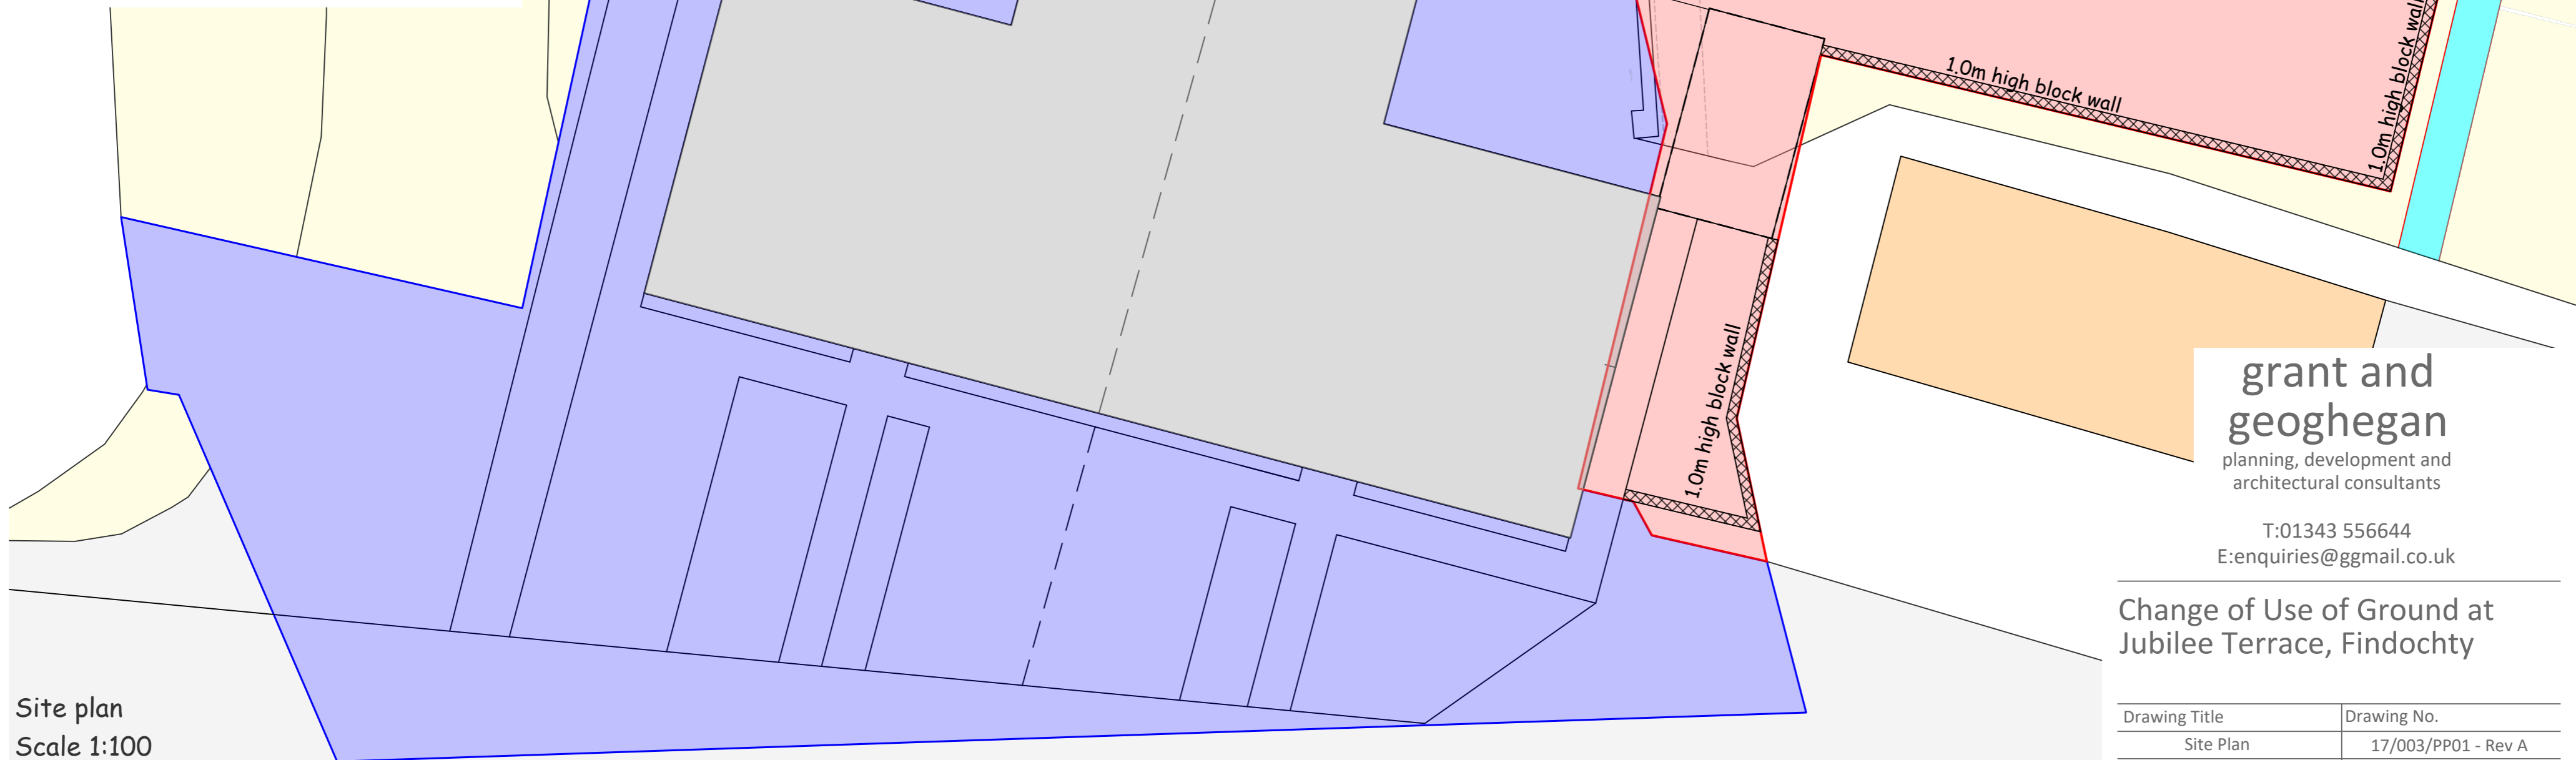 1.0m high block wall
1.0m high block wall
1.0m high block wall
grant and
geoghegan
planning, development and
architectural consultants
T:01343 556644
E:enquiries@ggmail.co.uk
Change of Use of Ground at
Jubilee Terrace, Findochty
Site plan
Scale 1:100
Drawing Title
Drawing No.
Site Plan
17/003/PP01 - Rev A